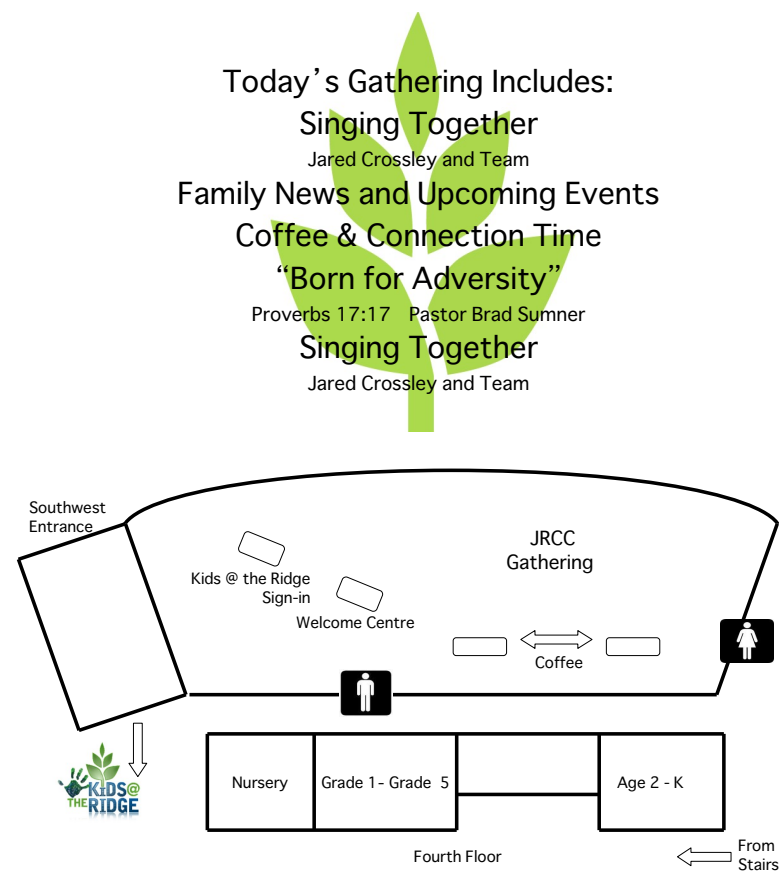 Today’s Gathering Includes:
Singing Together
Jared Crossley and Team
Family News and Upcoming Events
Coffee & Connection Time
“Born for Adversity”
Proverbs 17:17 Pastor Brad Sumner
Singing Together
Jared Crossley and Team
Southwest
Entrance
JRCC
Gathering
Kids @ the Ridge
Sign-in
Welcome Centre
Coffee
KiDS@
THE RIDGE
Nursery
Grade 1- Grade 5
Age 2 - K
Fourth Floor
From
Stairs